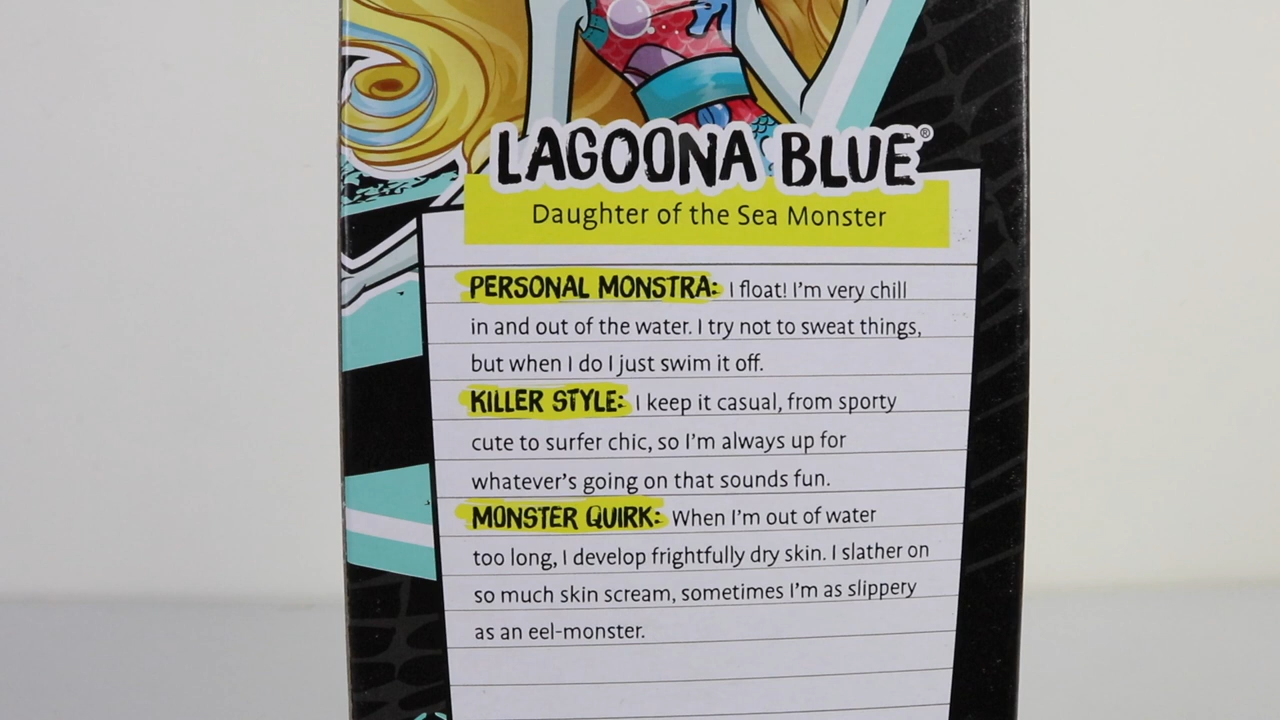 LAGOONA BLUE®
Daughter of the Sea Monster
PERSONAL MONSTRA: I float! I'm very chill
in and out of the water. I try not to sweat things,
but when I do I just swim it off.
KILLER STYLE: I keep it casual, from sporty
cute to surfer chic, so I'm always up for
whatever's going on that sounds fun.
MONSTER QUIRK: When I'm out of water
too long, I develop frightfully dry skin. I slather on
so much skin scream, sometimes I'm as slippery
as an eel-monster.